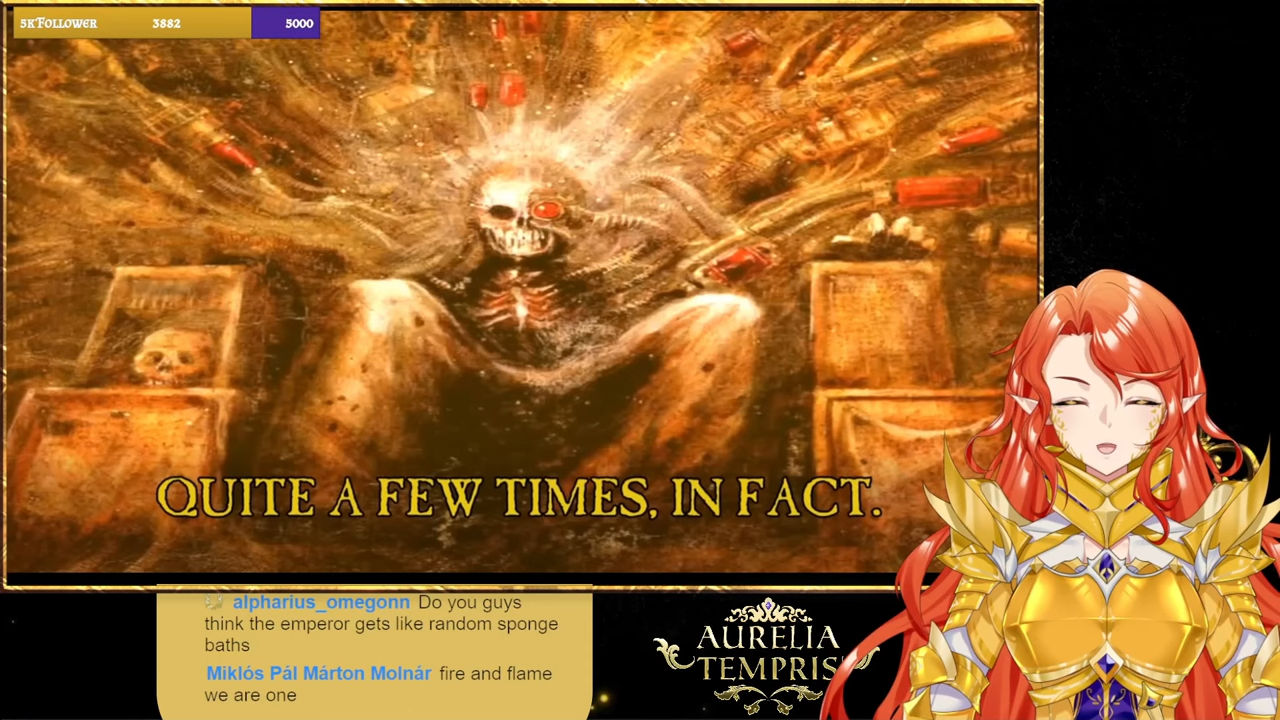 5K Follower 3882 5000
QUITE A FEW TIMES, IN FACT.
alpharius_omegonn Do you guys
think the emperor gets like random sponge
baths
Miklós Pál Márton Molnár fire and flame
we are one
AURELIA
TEMPRIS